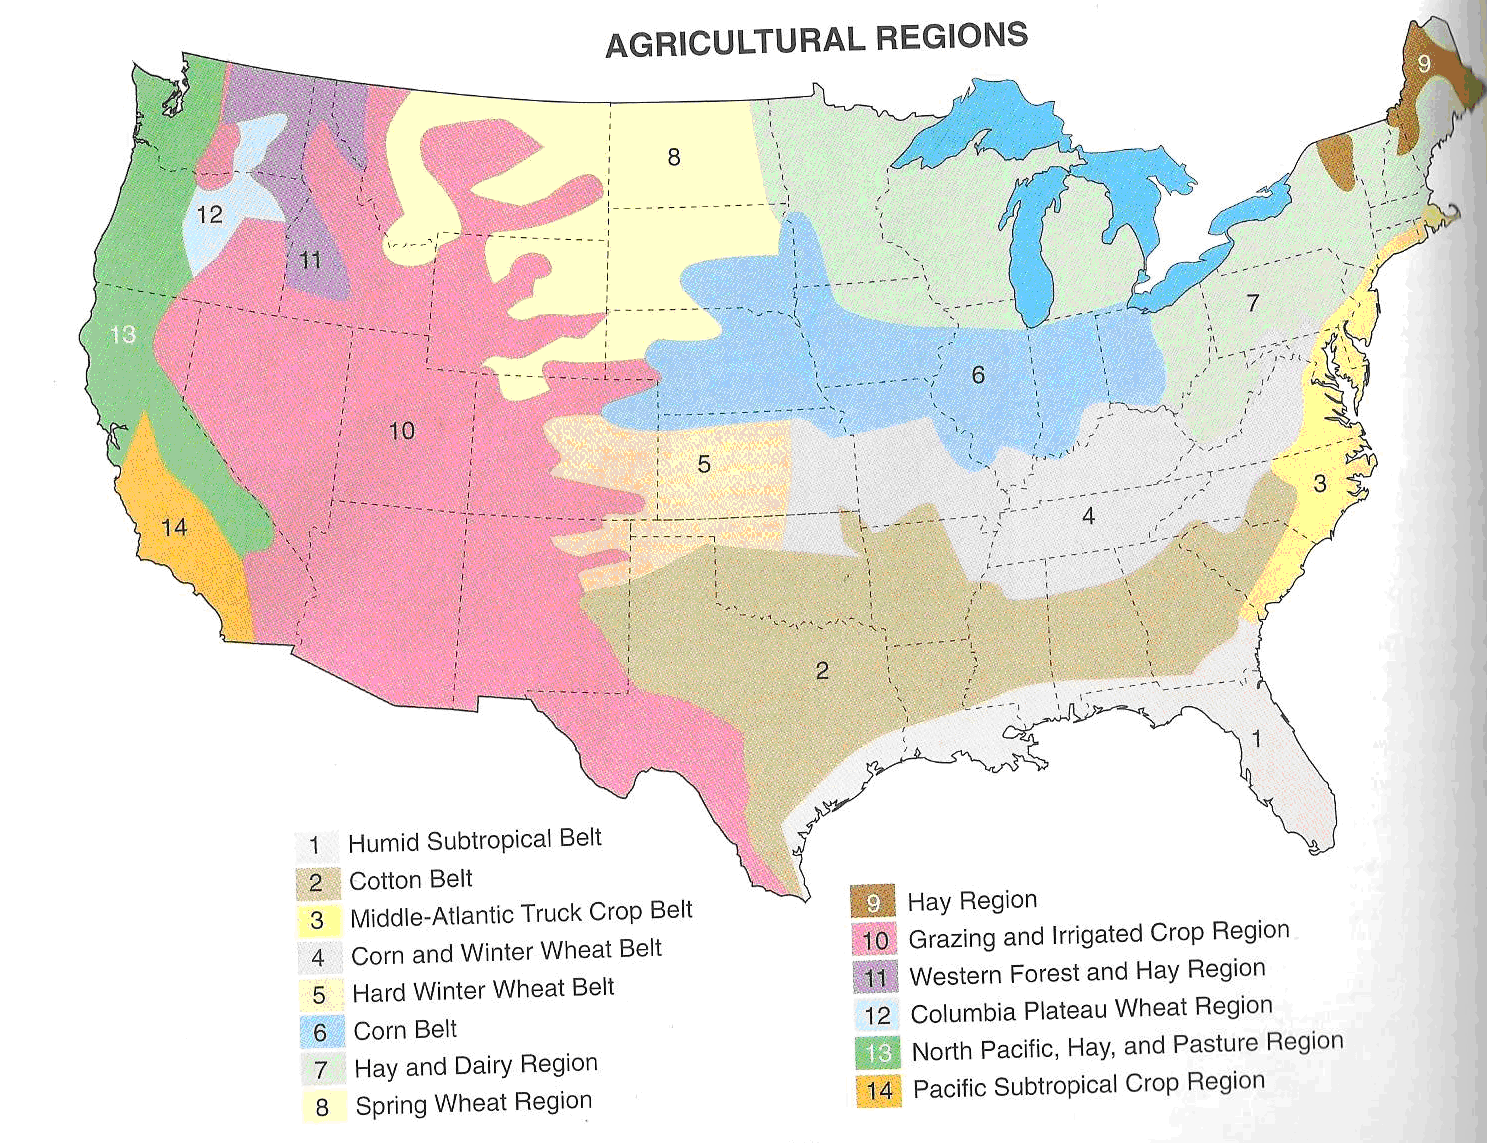 AGRICULTURAL REGIONS
9
8
12
11
7
13
6
10
5
3
4
14
2
1
1 Humid Subtropical Belt
2 Cotton Belt
3 Middle-Atlantic Truck Crop Belt
4 Corn and Winter Wheat Belt
5 Hard Winter Wheat Belt
6 Corn Belt
7 Hay and Dairy Region
8 Spring Wheat Region
9 Hay Region
10 Grazing and Irrigated Crop Region
11 Western Forest and Hay Region
12 Columbia Plateau Wheat Region
13 North Pacific, Hay, and Pasture Region
14 Pacific Subtropical Crop Region